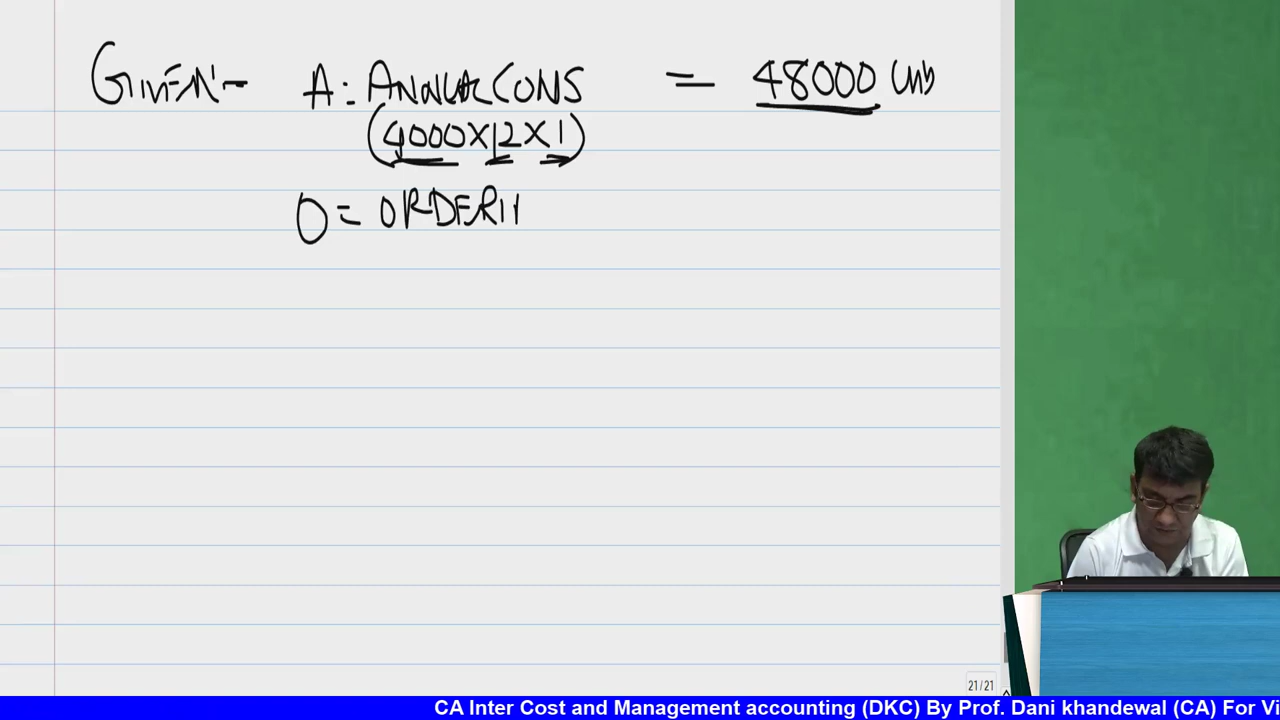 GIVEN- A: ANNUAL CONS = 48000 Units
(4000X12X1)
O= ORDERIN
21/21
CA Inter Cost and Management accounting (DKC) By Prof. Dani khandewal (CA) For Vi